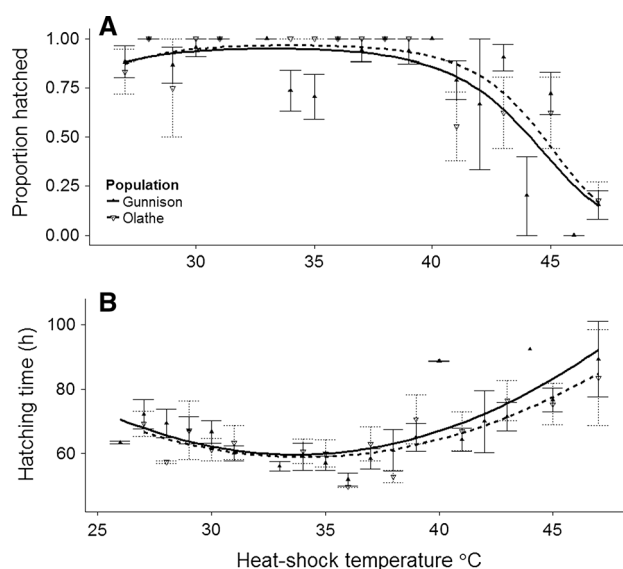 A
1.00
0.75
0.50
0.25
0.00
Proportion hatched
Population
Gunnison
Olathe
30 35 40 45
B
100
80
60
Hatching time (h)
25 30 35 40 45
Heat-shock temperature °C